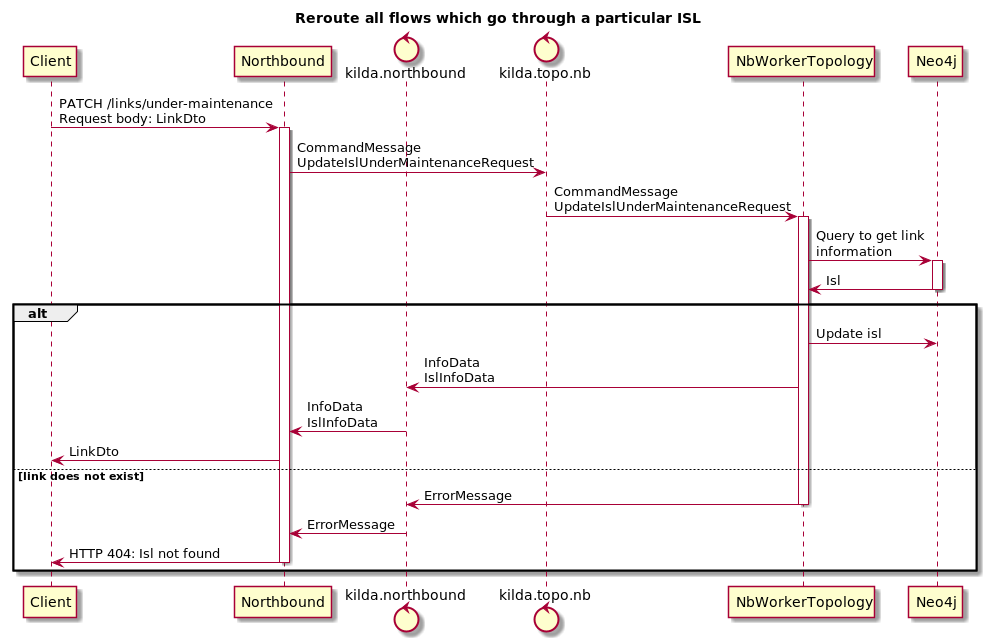 Reroute all flows which go through a particular ISL
Client
Northbound
kilda.northbound
kilda.topo.nb
NbWorkerTopology
Neo4j
PATCH /links/under-maintenance
Request body: LinkDto
CommandMessage
UpdateIslUnderMaintenanceRequest
CommandMessage
UpdateIslUnderMaintenanceRequest
Query to get link
information
Isl
alt
Update isl
InfoData
IslInfoData
InfoData
IslInfoData
LinkDto
[link does not exist]
ErrorMessage
ErrorMessage
HTTP 404: Isl not found
Client
Northbound
kilda.northbound
kilda.topo.nb
NbWorkerTopology
Neo4j